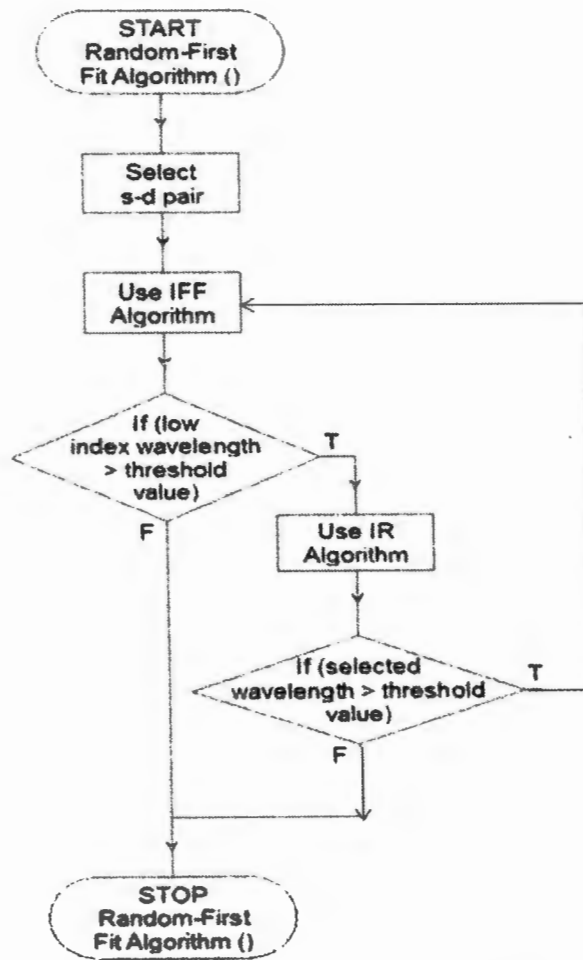 START
Random-First
Fit Algorithm ()
Select
s-d pair
Use IFF
Algorithm
If (low
index wavelength
> threshold
value)
T
F
Use IR
Algorithm
If (selected
wavelength > threshold
value)
T
F
STOP
Random-First
Fit Algorithm ()